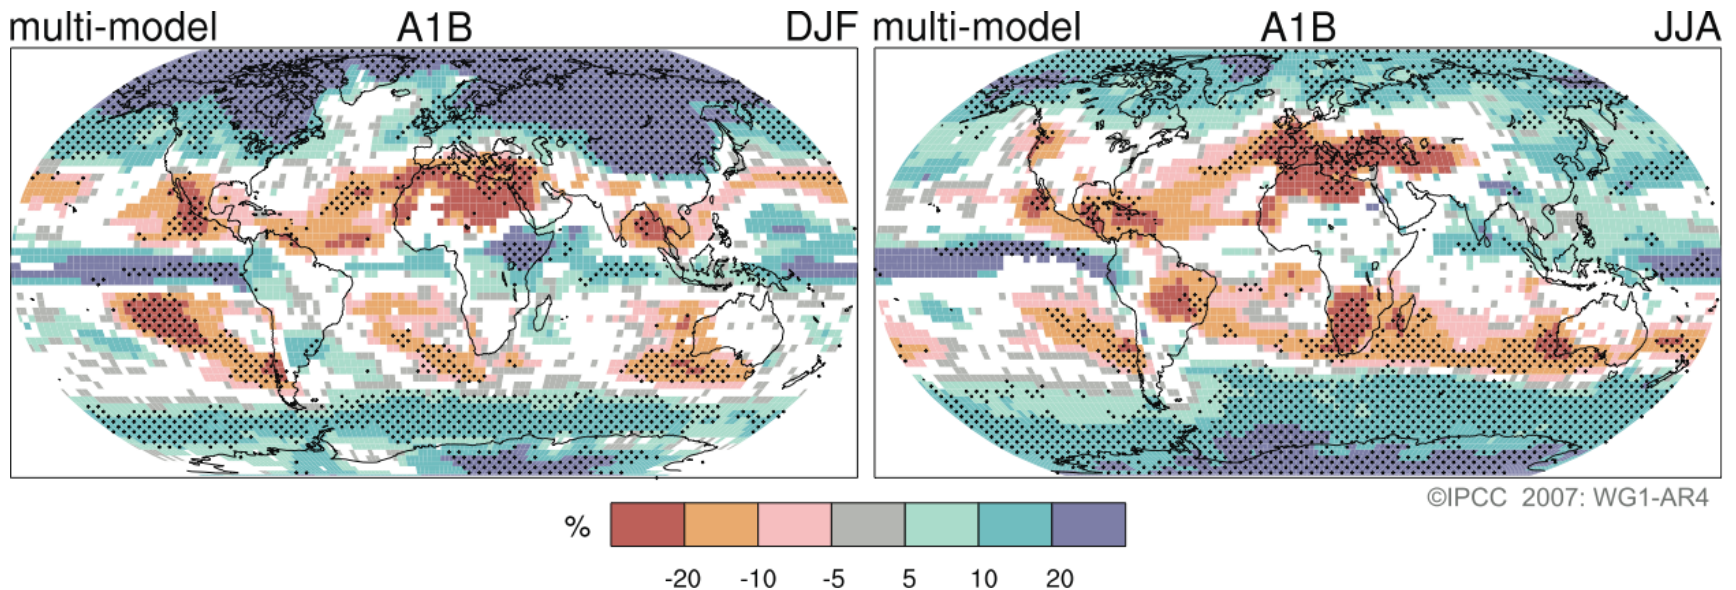 multi-model A1B DJF
multi-model A1B JJA
©IPCC 2007: WG1-AR4
%
-20 -10 -5 5 10 20